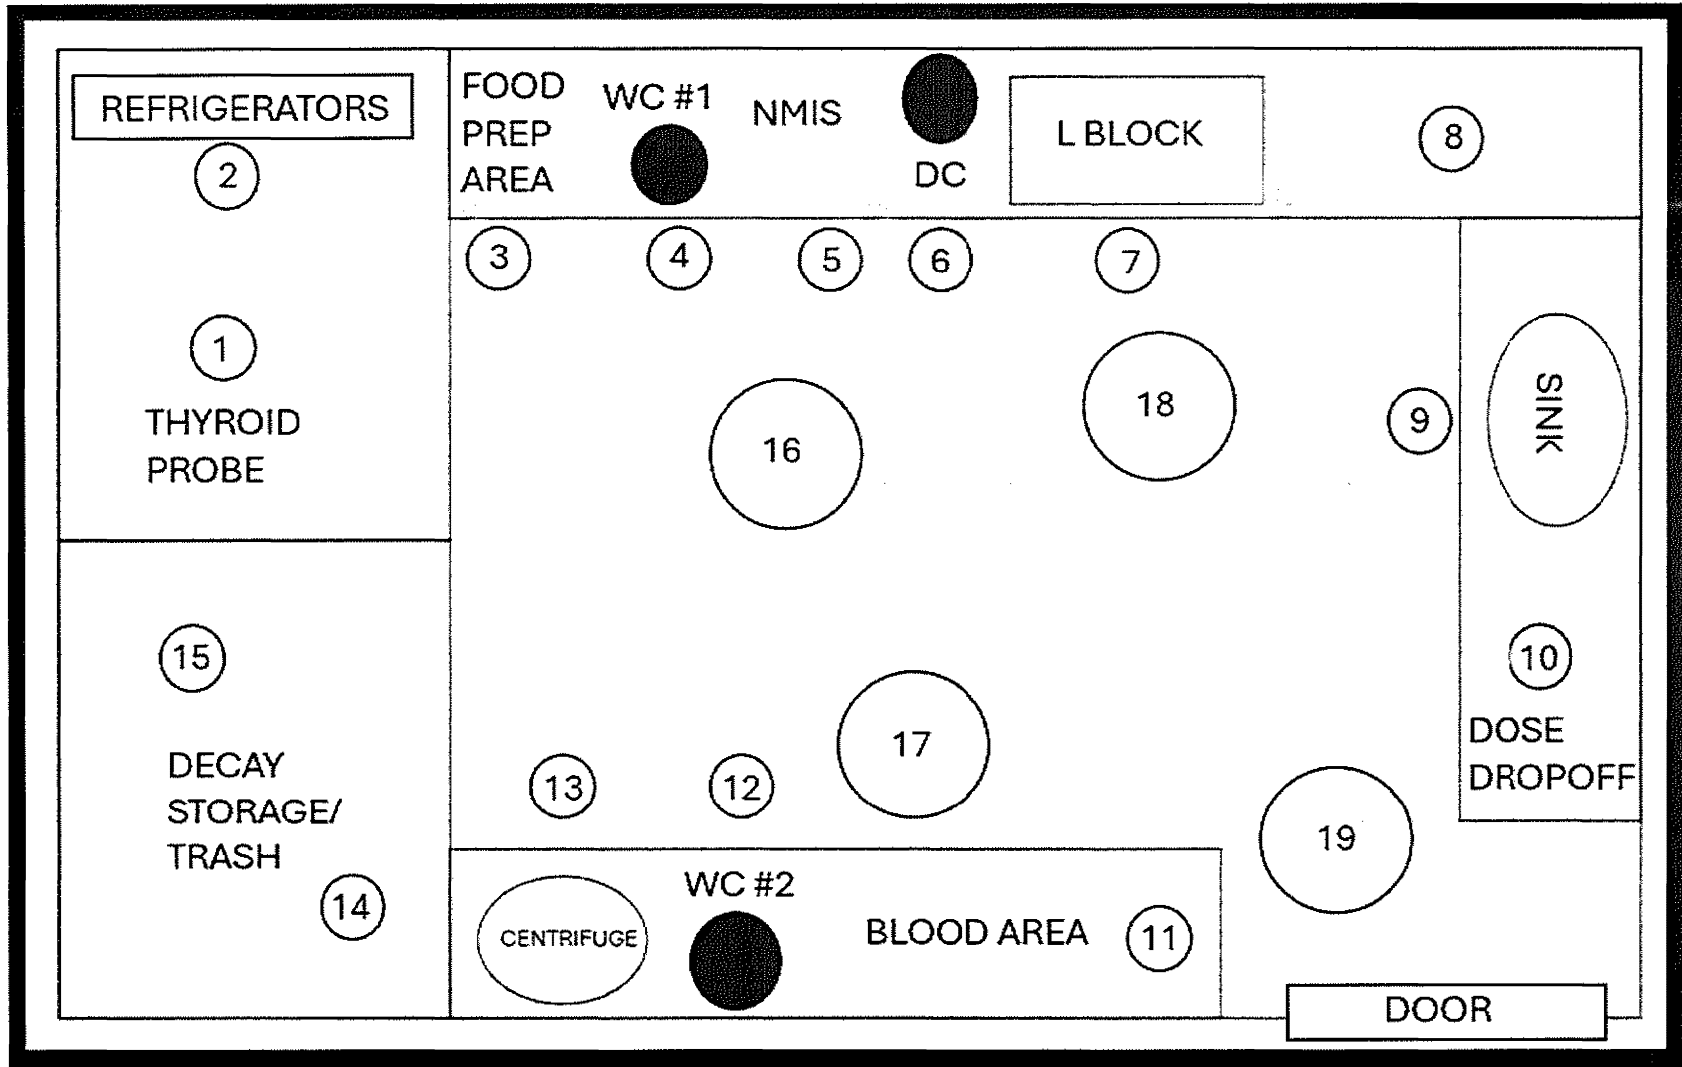 REFRIGERATORS
2
1
THYROID
PROBE
FOOD
PREP
AREA
WC #1
NMIS
DC
L BLOCK
8
3
4
5
6
7
16
18
9
SINK
10
DOSE
DROPOFF
15
DECAY
STORAGE/
TRASH
14
13
12
17
19
CENTRIFUGE
WC #2
BLOOD AREA
11
DOOR